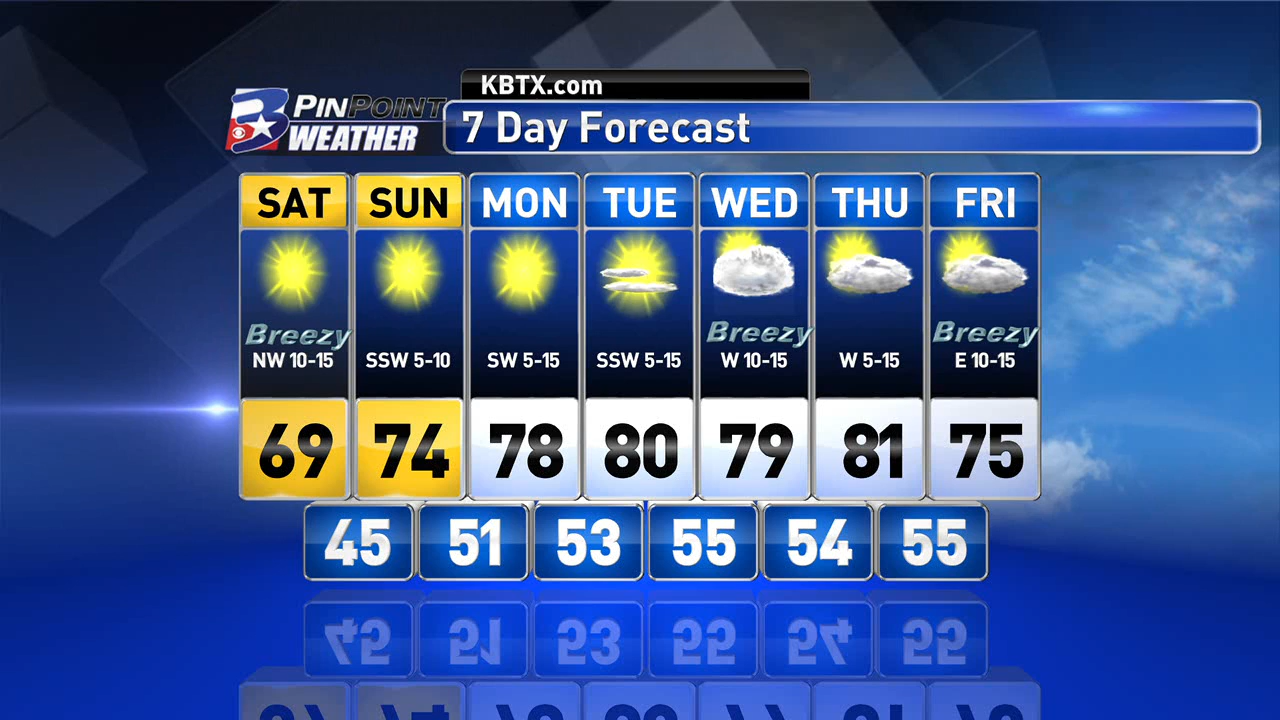 KBTX.com
3 PINPOINT
WEATHER
7 Day Forecast
SAT SUN MON TUE WED THU FRI
Breezy Breezy Breezy
NW 10-15 SSW 5-10 SW 5-15 SSW 5-15 W 10-15 W 5-15 E 10-15
69 74 78 80 79 81 75
45 51 53 55 54 55